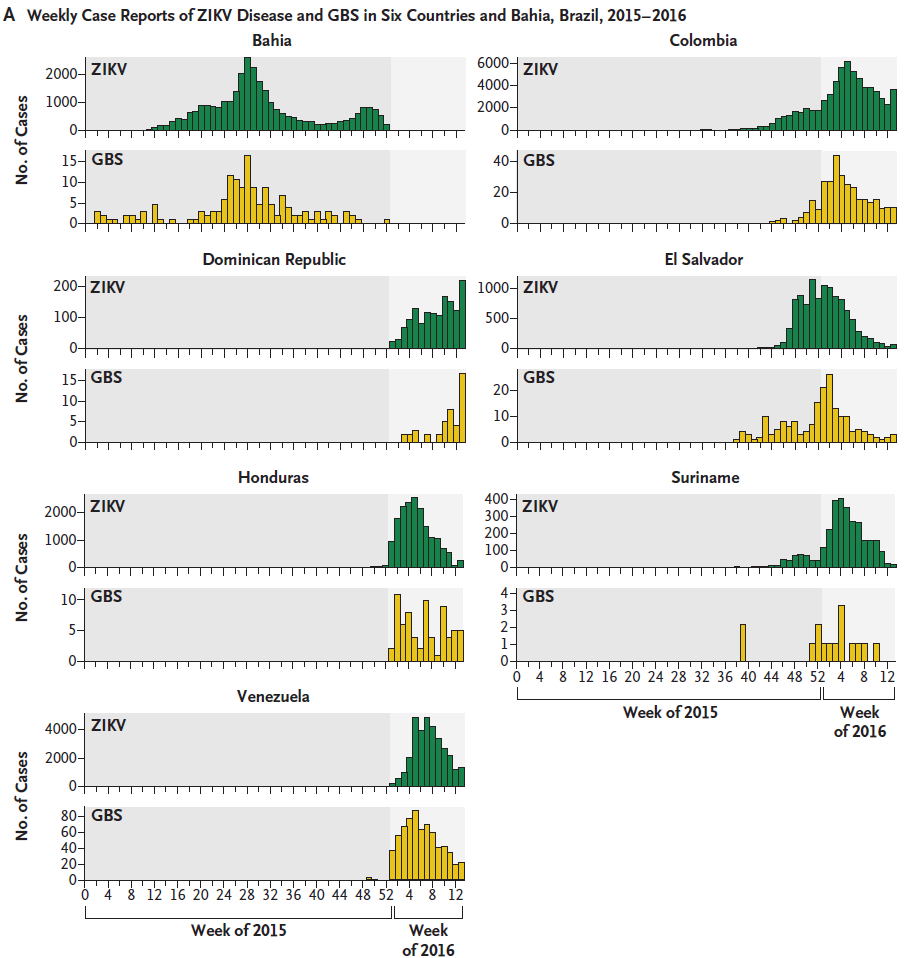 A Weekly Case Reports of ZIKV Disease and GBS in Six Countries and Bahia, Brazil, 2015–2016
Bahia
No. of Cases
ZIKV
2000
1000
0
GBS
15
10
5
0
Colombia
ZIKV
6000
4000
2000
0
GBS
40
20
0
Dominican Republic
No. of Cases
ZIKV
200
100
0
GBS
15
10
5
0
El Salvador
ZIKV
1000
500
0
GBS
20
10
0
Honduras
No. of Cases
ZIKV
2000
1000
0
GBS
10
5
0
Suriname
ZIKV
400
300
200
100
0
GBS
4
3
2
1
0
0 4 8 12 16 20 24 28 32 36 40 44 48 52 4 8 12
Week of 2015
Week
of 2016
Venezuela
No. of Cases
ZIKV
4000
2000
0
GBS
80
60
40
20
0
0 4 8 12 16 20 24 28 32 36 40 44 48 52 4 8 12
Week of 2015
Week
of 2016